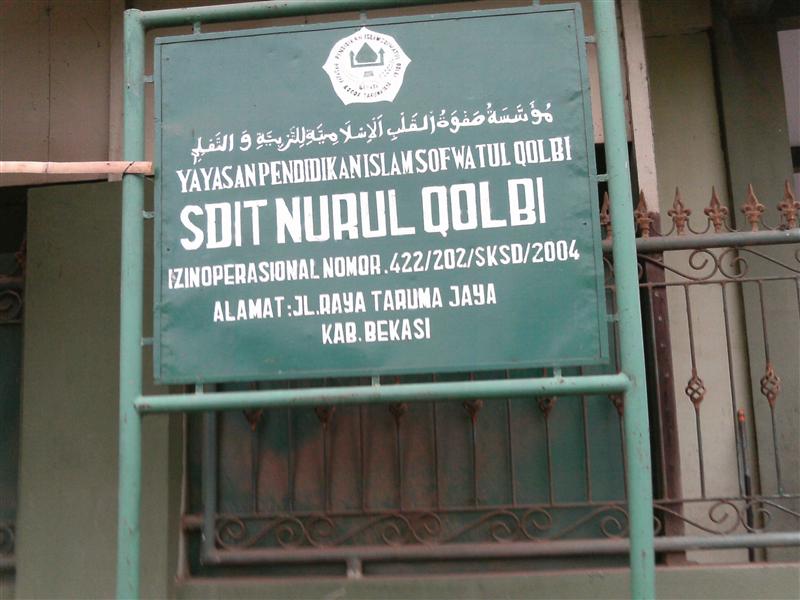 مؤسسة صفوة القلب الإسلامية للتربية و التعليم
YAYASAN PENDIDIKAN ISLAM SOFWATUL QOLBI
SDIT NURUL QOLBI
IZIN OPERASIONAL NOMOR.422/202/SKSD/2004
ALAMAT:JL.RAYA TARUMA JAYA
KAB.BEKASI